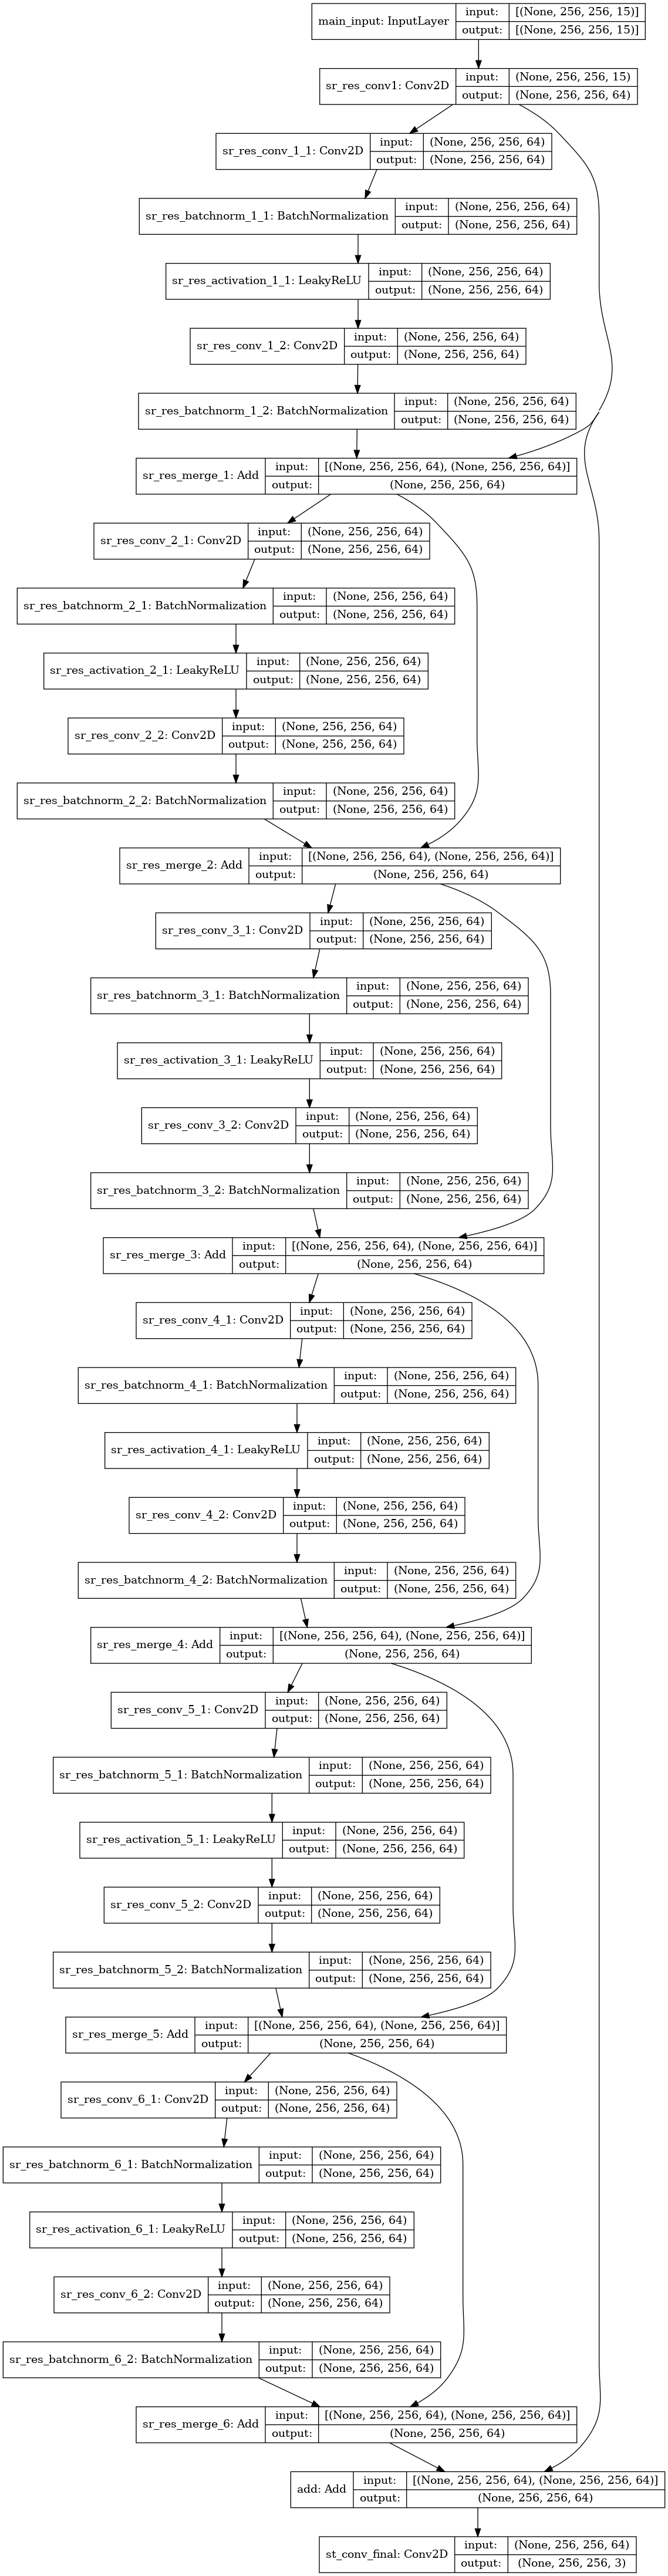 main_input: InputLayer
input: [(None, 256, 256, 15)]
output: [(None, 256, 256, 15)]
sr_res_conv1: Conv2D
input: (None, 256, 256, 15)
output: (None, 256, 256, 64)
sr_res_conv_1_1: Conv2D
input: (None, 256, 256, 64)
output: (None, 256, 256, 64)
sr_res_batchnorm_1_1: BatchNormalization
input: (None, 256, 256, 64)
output: (None, 256, 256, 64)
sr_res_activation_1_1: LeakyReLU
input: (None, 256, 256, 64)
output: (None, 256, 256, 64)
sr_res_conv_1_2: Conv2D
input: (None, 256, 256, 64)
output: (None, 256, 256, 64)
sr_res_batchnorm_1_2: BatchNormalization
input: (None, 256, 256, 64)
output: (None, 256, 256, 64)
sr_res_merge_1: Add
input: [(None, 256, 256, 64), (None, 256, 256, 64)]
output: (None, 256, 256, 64)
sr_res_conv_2_1: Conv2D
input: (None, 256, 256, 64)
output: (None, 256, 256, 64)
sr_res_batchnorm_2_1: BatchNormalization
input: (None, 256, 256, 64)
output: (None, 256, 256, 64)
sr_res_activation_2_1: LeakyReLU
input: (None, 256, 256, 64)
output: (None, 256, 256, 64)
sr_res_conv_2_2: Conv2D
input: (None, 256, 256, 64)
output: (None, 256, 256, 64)
sr_res_batchnorm_2_2: BatchNormalization
input: (None, 256, 256, 64)
output: (None, 256, 256, 64)
sr_res_merge_2: Add
input: [(None, 256, 256, 64), (None, 256, 256, 64)]
output: (None, 256, 256, 64)
sr_res_conv_3_1: Conv2D
input: (None, 256, 256, 64)
output: (None, 256, 256, 64)
sr_res_batchnorm_3_1: BatchNormalization
input: (None, 256, 256, 64)
output: (None, 256, 256, 64)
sr_res_activation_3_1: LeakyReLU
input: (None, 256, 256, 64)
output: (None, 256, 256, 64)
sr_res_conv_3_2: Conv2D
input: (None, 256, 256, 64)
output: (None, 256, 256, 64)
sr_res_batchnorm_3_2: BatchNormalization
input: (None, 256, 256, 64)
output: (None, 256, 256, 64)
sr_res_merge_3: Add
input: [(None, 256, 256, 64), (None, 256, 256, 64)]
output: (None, 256, 256, 64)
sr_res_conv_4_1: Conv2D
input: (None, 256, 256, 64)
output: (None, 256, 256, 64)
sr_res_batchnorm_4_1: BatchNormalization
input: (None, 256, 256, 64)
output: (None, 256, 256, 64)
sr_res_activation_4_1: LeakyReLU
input: (None, 256, 256, 64)
output: (None, 256, 256, 64)
sr_res_conv_4_2: Conv2D
input: (None, 256, 256, 64)
output: (None, 256, 256, 64)
sr_res_batchnorm_4_2: BatchNormalization
input: (None, 256, 256, 64)
output: (None, 256, 256, 64)
sr_res_merge_4: Add
input: [(None, 256, 256, 64), (None, 256, 256, 64)]
output: (None, 256, 256, 64)
sr_res_conv_5_1: Conv2D
input: (None, 256, 256, 64)
output: (None, 256, 256, 64)
sr_res_batchnorm_5_1: BatchNormalization
input: (None, 256, 256, 64)
output: (None, 256, 256, 64)
sr_res_activation_5_1: LeakyReLU
input: (None, 256, 256, 64)
output: (None, 256, 256, 64)
sr_res_conv_5_2: Conv2D
input: (None, 256, 256, 64)
output: (None, 256, 256, 64)
sr_res_batchnorm_5_2: BatchNormalization
input: (None, 256, 256, 64)
output: (None, 256, 256, 64)
sr_res_merge_5: Add
input: [(None, 256, 256, 64), (None, 256, 256, 64)]
output: (None, 256, 256, 64)
sr_res_conv_6_1: Conv2D
input: (None, 256, 256, 64)
output: (None, 256, 256, 64)
sr_res_batchnorm_6_1: BatchNormalization
input: (None, 256, 256, 64)
output: (None, 256, 256, 64)
sr_res_activation_6_1: LeakyReLU
input: (None, 256, 256, 64)
output: (None, 256, 256, 64)
sr_res_conv_6_2: Conv2D
input: (None, 256, 256, 64)
output: (None, 256, 256, 64)
sr_res_batchnorm_6_2: BatchNormalization
input: (None, 256, 256, 64)
output: (None, 256, 256, 64)
sr_res_merge_6: Add
input: [(None, 256, 256, 64), (None, 256, 256, 64)]
output: (None, 256, 256, 64)
add: Add
input: [(None, 256, 256, 64), (None, 256, 256, 64)]
output: (None, 256, 256, 64)
st_conv_final: Conv2D
input: (None, 256, 256, 64)
output: (None, 256, 256, 3)